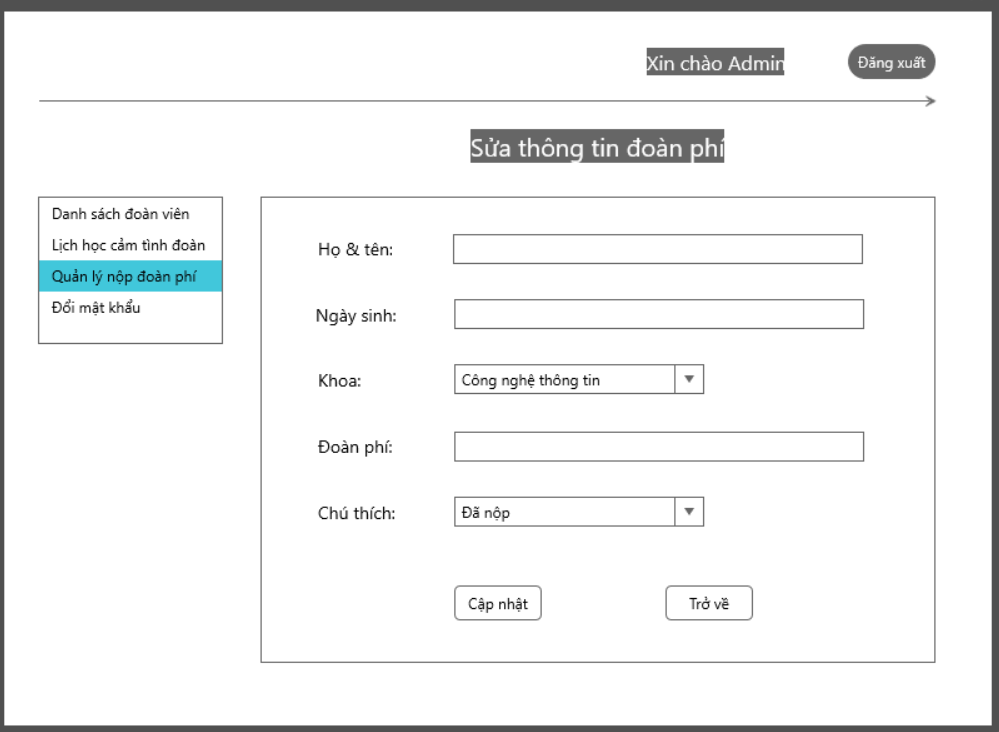 Xin chào Admin
Đăng xuất
Sửa thông tin đoàn phí
Danh sách đoàn viên
Lịch học cảm tình đoàn
Quản lý nộp đoàn phí
Đổi mật khẩu
Họ & tên:
Ngày sinh:
Khoa:
Công nghệ thông tin
Đoàn phí:
Chú thích:
Đã nộp
Cập nhật
Trở về